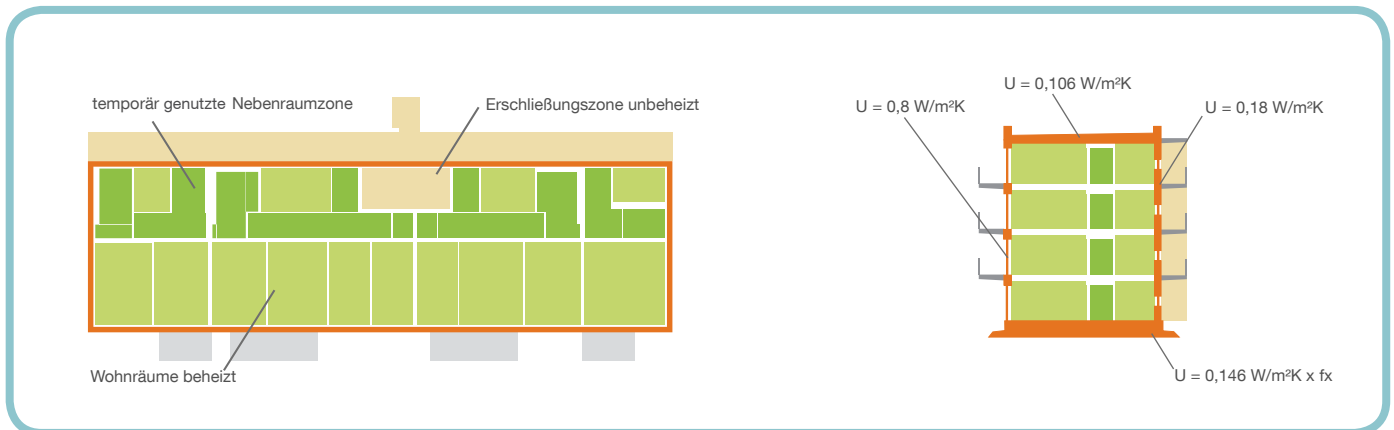 temporär genutzte Nebenraumzone
Erschließungszone unbeheizt
Wohnräume beheizt
U = 0,106 W/m²K
U = 0,8 W/m²K
U = 0,18 W/m²K
U = 0,146 W/m²K x fx